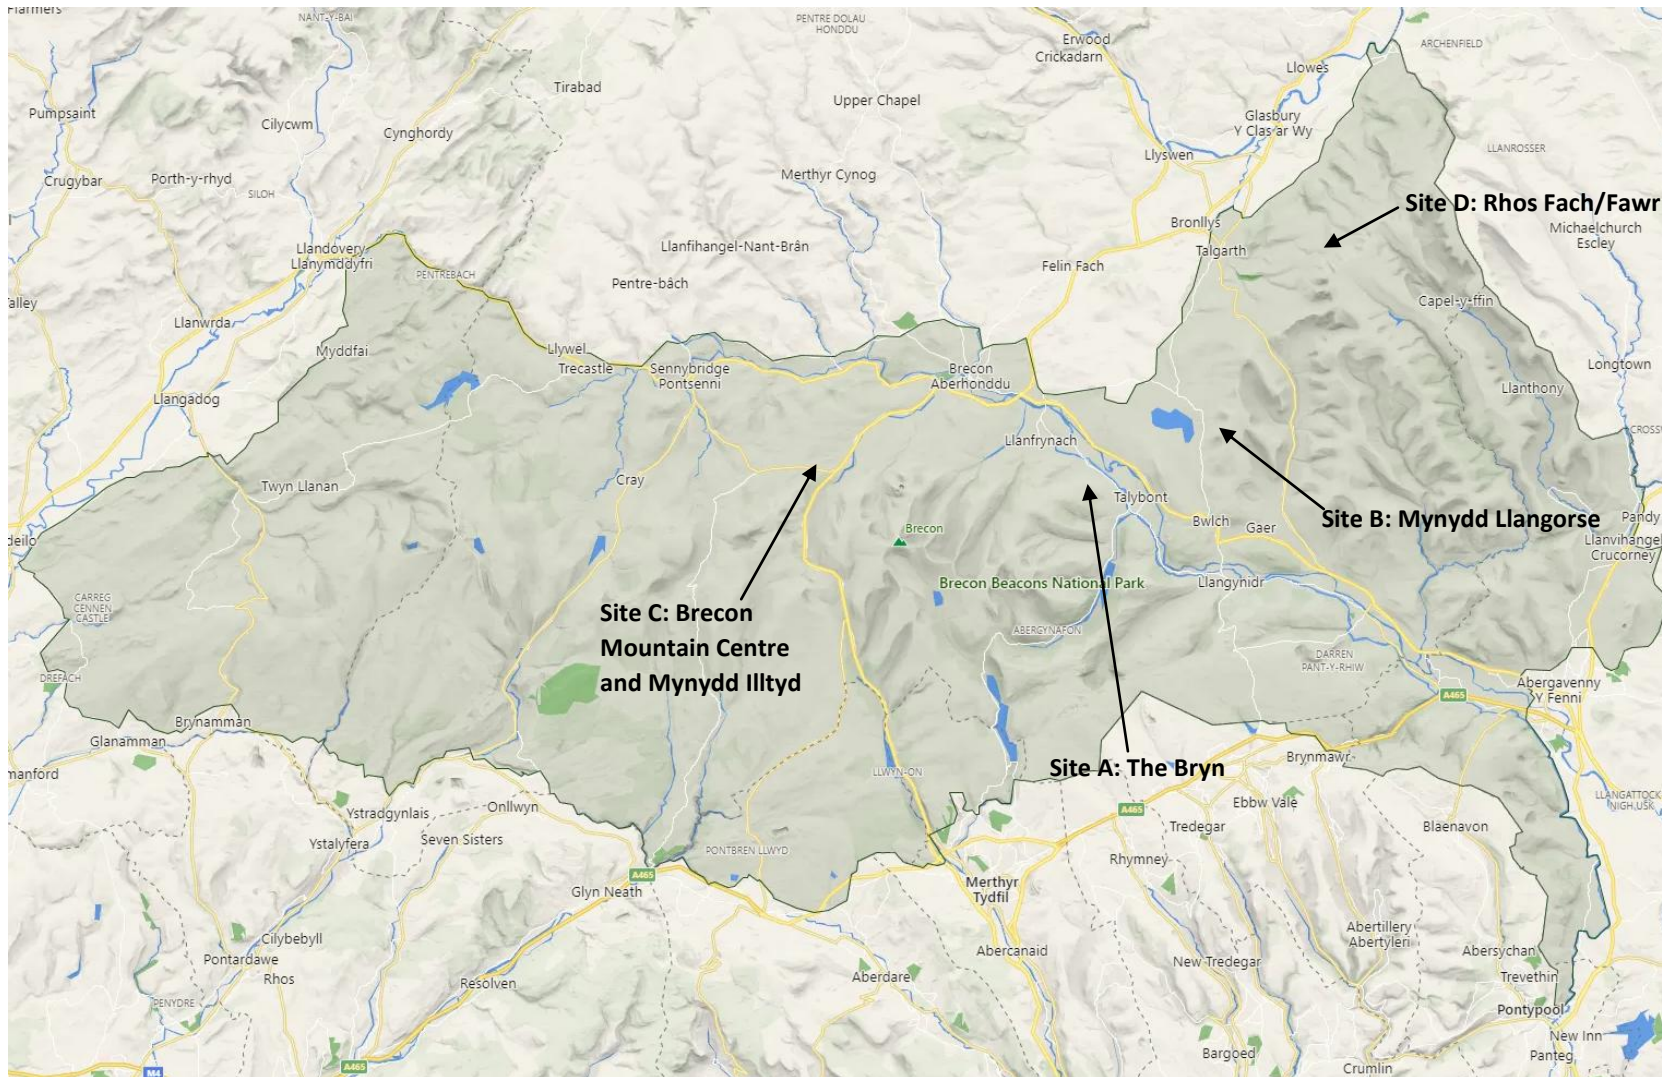 Harmers
NANT-Y-BAI
PENTRE DOLAU
HONDDU
Erwood
Crickadarn
ARCHENFIELD
Llowes
Tirabad
Upper Chapel
Pumpsaint
Cilycwm
Cynghordy
Glasbury
Y Clas ar Wy
Llyswen
LLANROSSER
Crugybar
Porth-y-rhyd
SILOH
Merthyr Cynog
Site D: Rhos Fach/Fawr
Bronllys
Michaelchurch
Escley
Llandovery
Llanymddyfri
Llanfihangel-Nant-Brân
Talgarth
PENTREBACH
Felin Fach
Pentre-bâch
alley
Capel-y-ffin
Llanwrda
Myddfai
Llywel
Trecastle
Sennybridge
Pontsenni
Brecon
Aberhonddu
Longtown
Llangadog
Llanthony
CROSSW
Llanfrynach
Twyn Llanan
Cray
Talybont
Bwlch
Gaer
Site B: Mynydd Llangorse
Pandy
Brecon
deilo
Llanvihangel
Crucorney
Brecon Beacons National Park
Llangynidr
CARREG
CENNEN
CASTLE
Site C: Brecon
Mountain Centre
and Mynydd Illtyd
ABERGYNAFON
DARREN
PANT-Y-RHIW
DREFACH
Abergavenny
Y Fenni
A465
Brynamman
Glanamman
manford
LLWYN-ON
Site A: The Bryn
Brynmawr
LLANGATTOCK
NIGH USK
Ystradgynlais
Onllwyn
A465
Ebbw Vale
Tredegar
Blaenavon
Ystalyfera
Seven Sisters
PONTBREN LLWYD
Rhymney
A465
Glyn Neath
Merthyr
Tydfil
Cilybebyll
Abertillery
Abertyleri
Pontardawe
Rhos
Abercanaid
Abersychan
New Tredegar
Trevethin
Resolven
Aberdare
PENYDRE
Pontypool
New Inn
Bargoed
Panteg
M4
A465
Crumlin